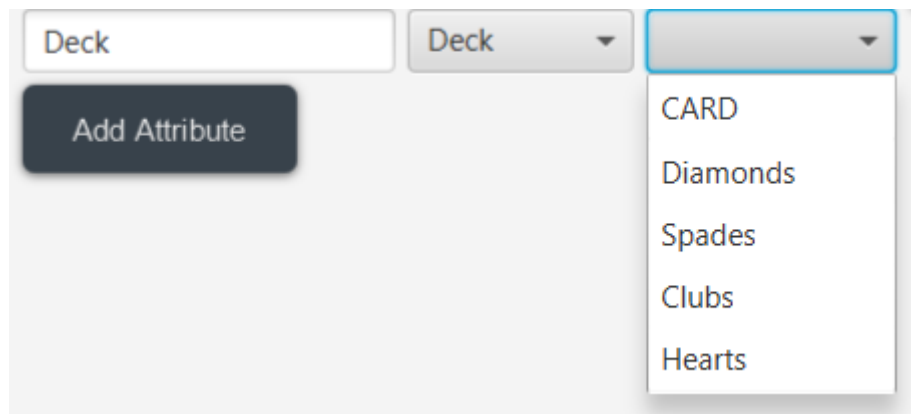 Deck
Deck
Add Attribute
CARD
Diamonds
Spades
Clubs
Hearts